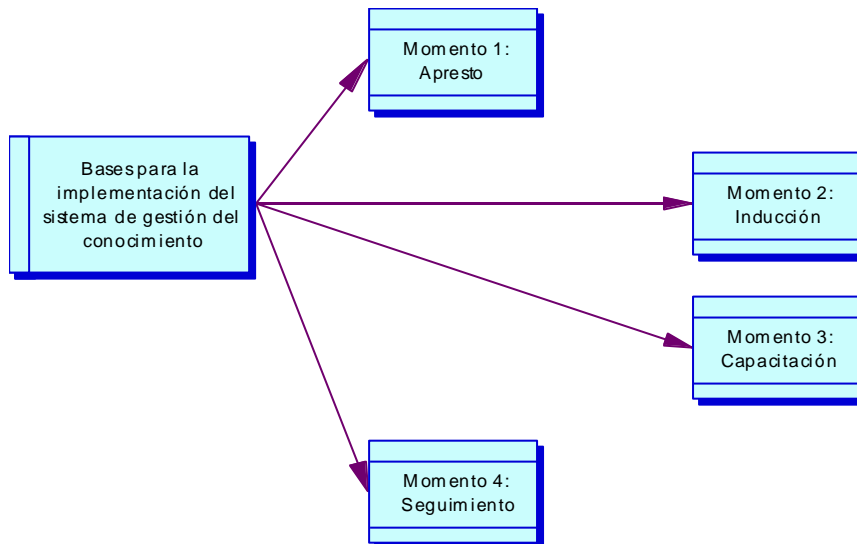 Momento 1:
Apresto
Bases para la
implementación del
sistema de gestión del
conocimiento
Momento 2:
Inducción
Momento 3:
Capacitación
Momento 4:
Seguimiento